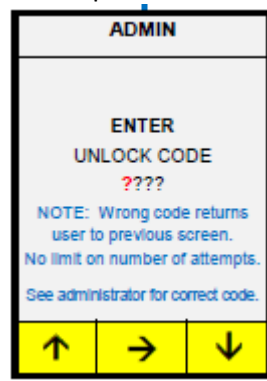 ADMIN
ENTER
UNLOCK CODE
????
NOTE: Wrong code returns
user to previous screen.
No limit on number of attempts.
See administrator for correct code.